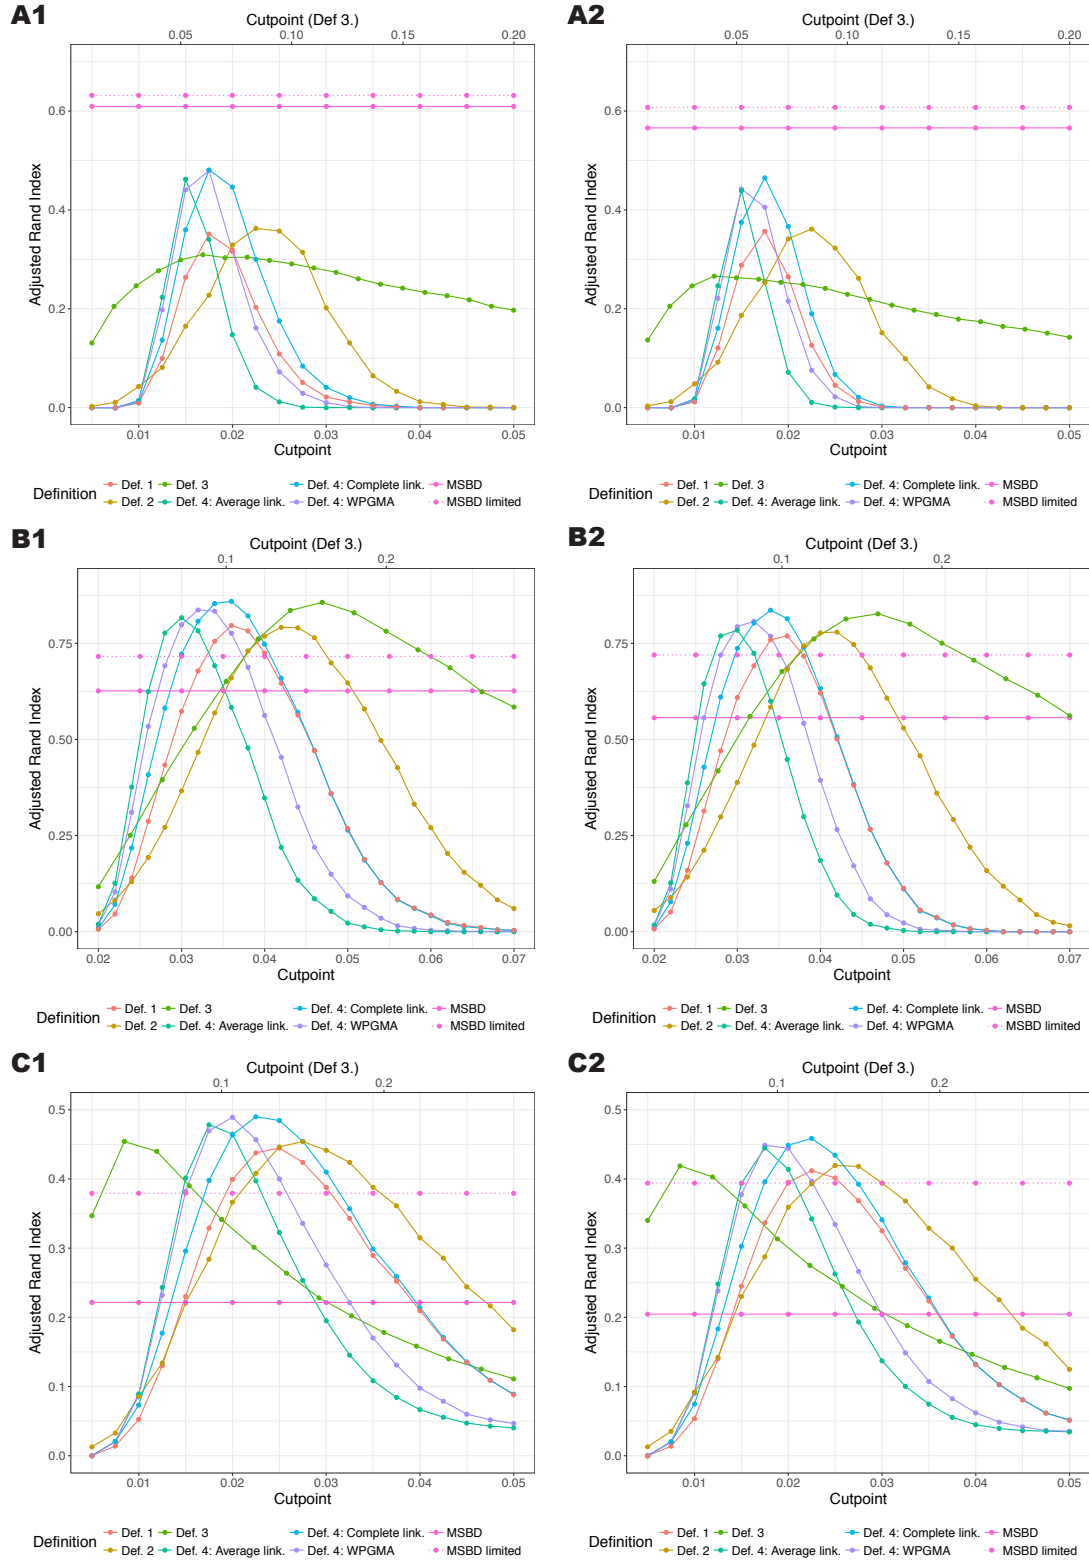 A1
Cutpoint (Def 3.)
0.05 0.10 0.15 0.20
Adjusted Rand Index
0.6
0.4
0.2
0.0
0.01 0.02 0.03 0.04 0.05
Cutpoint
Definition Def. 1 Def. 3 Def. 4: Complete link. MSBD
Def. 2 Def. 4: Average link. Def. 4: WPGMA MSBD limited
A2
Cutpoint (Def 3.)
0.05 0.10 0.15 0.20
Adjusted Rand Index
0.6
0.4
0.2
0.0
0.01 0.02 0.03 0.04 0.05
Cutpoint
Definition Def. 1 Def. 3 Def. 4: Complete link. MSBD
Def. 2 Def. 4: Average link. Def. 4: WPGMA MSBD limited
B1
Cutpoint (Def 3.)
0.1 0.2
Adjusted Rand Index
0.75
0.50
0.25
0.00
0.02 0.03 0.04 0.05 0.06 0.07
Cutpoint
Definition Def. 1 Def. 3 Def. 4: Complete link. MSBD
Def. 2 Def. 4: Average link. Def. 4: WPGMA MSBD limited
B2
Cutpoint (Def 3.)
0.1 0.2
Adjusted Rand Index
0.75
0.50
0.25
0.00
0.02 0.03 0.04 0.05 0.06 0.07
Cutpoint
Definition Def. 1 Def. 3 Def. 4: Complete link. MSBD
Def. 2 Def. 4: Average link. Def. 4: WPGMA MSBD limited
C1
Cutpoint (Def 3.)
0.1 0.2
Adjusted Rand Index
0.5
0.4
0.3
0.2
0.1
0.0
0.01 0.02 0.03 0.04 0.05
Cutpoint
Definition Def. 1 Def. 3 Def. 4: Complete link. MSBD
Def. 2 Def. 4: Average link. Def. 4: WPGMA MSBD limited
C2
Cutpoint (Def 3.)
0.1 0.2
Adjusted Rand Index
0.5
0.4
0.3
0.2
0.1
0.0
0.01 0.02 0.03 0.04 0.05
Cutpoint
Definition Def. 1 Def. 3 Def. 4: Complete link. MSBD
Def. 2 Def. 4: Average link. Def. 4: WPGMA MSBD limited